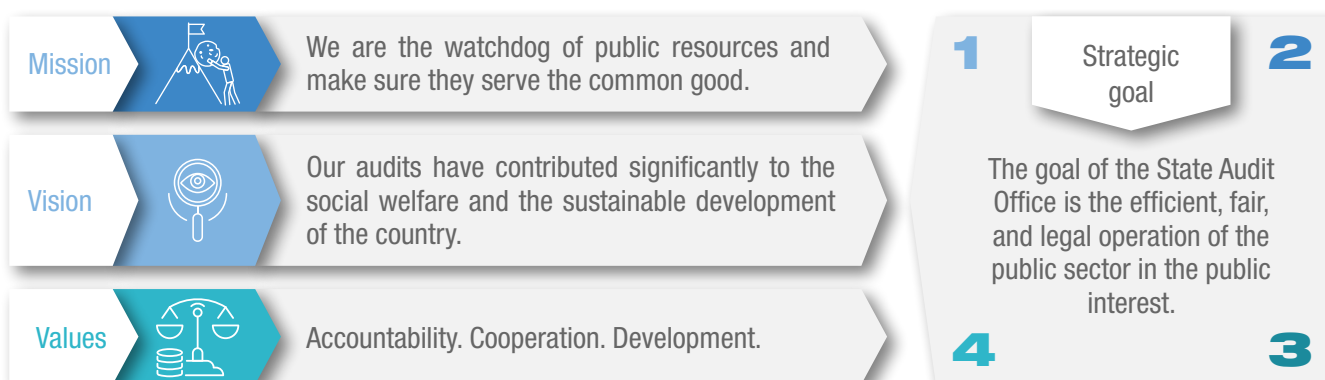 Mission
We are the watchdog of public resources and
make sure they serve the common good.
Vision
Our audits have contributed significantly to the
social welfare and the sustainable development
of the country.
Values
Accountability. Cooperation. Development.
1
Strategic
goal
2
The goal of the State Audit
Office is the efficient, fair,
and legal operation of the
public sector in the public
interest.
4
3